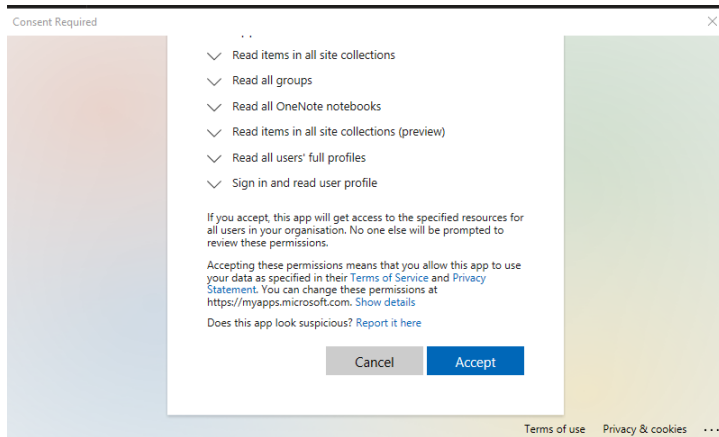 Consent Required
Read items in all site collections
Read all groups
Read all OneNote notebooks
Read items in all site collections (preview)
Read all users' full profiles
Sign in and read user profile
If you accept, this app will get access to the specified resources for
all users in your organisation. No one else will be prompted to
review these permissions.
Accepting these permissions means that you allow this app to use
your data as specified in their Terms of Service and Privacy
Statement. You can change these permissions at
https://myapps.microsoft.com. Show details
Does this app look suspicious? Report it here
Cancel Accept
Terms of use Privacy & cookies ...